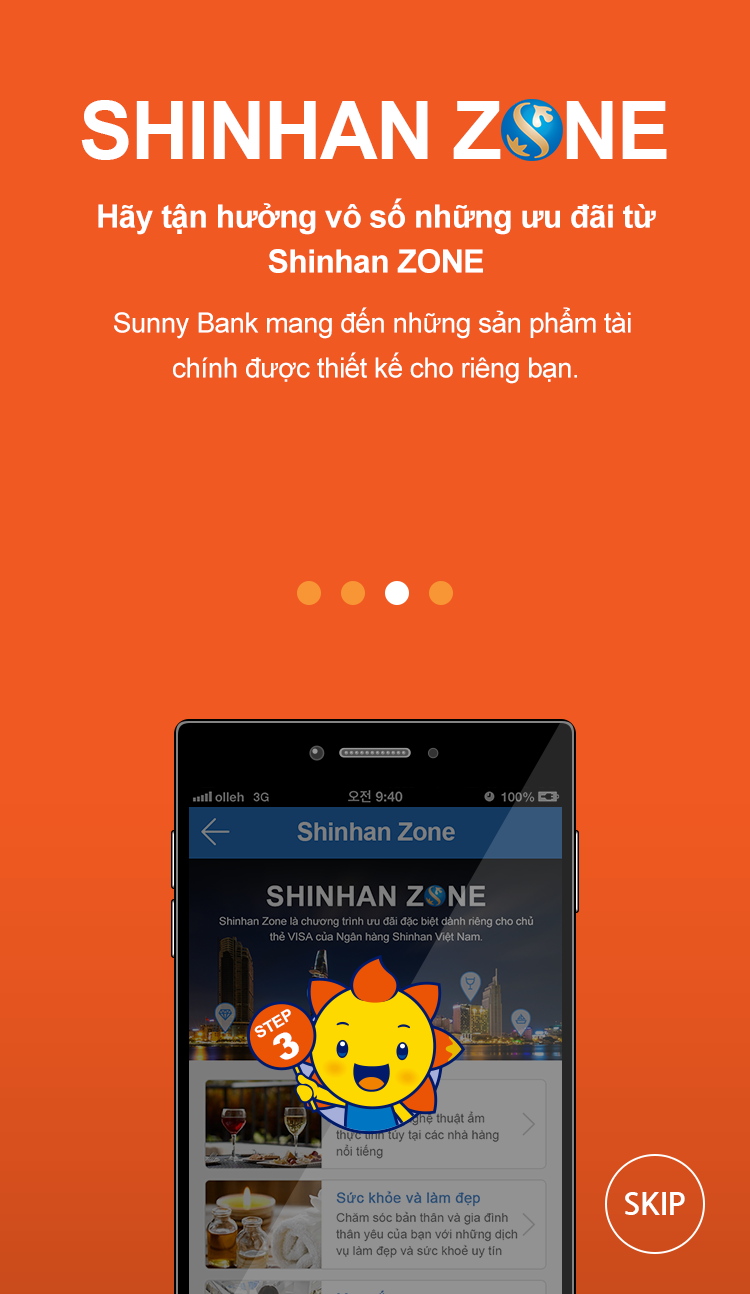 SHINHAN ZONE
Hãy tận hưởng vô số những ưu đãi từ
Shinhan ZONE
Sunny Bank mang đến những sản phẩm tài
chính được thiết kế cho riêng bạn.
olleh 3G 오전 9:40 100%
Shinhan Zone
SHINHAN ZONE
Shinhan Zone là chương trình ưu đãi đặc biệt dành riêng cho chủ
thẻ VISA của Ngân hàng Shinhan Việt Nam.
STEP
3
thuật ẩm
thực tinh túy tại các nhà hàng
nổi tiếng
Sức khỏe và làm đẹp
Chăm sóc bản thân và gia đình
thân yêu của bạn với những dịch
vụ làm đẹp và sức khoẻ uy tín
SKIP